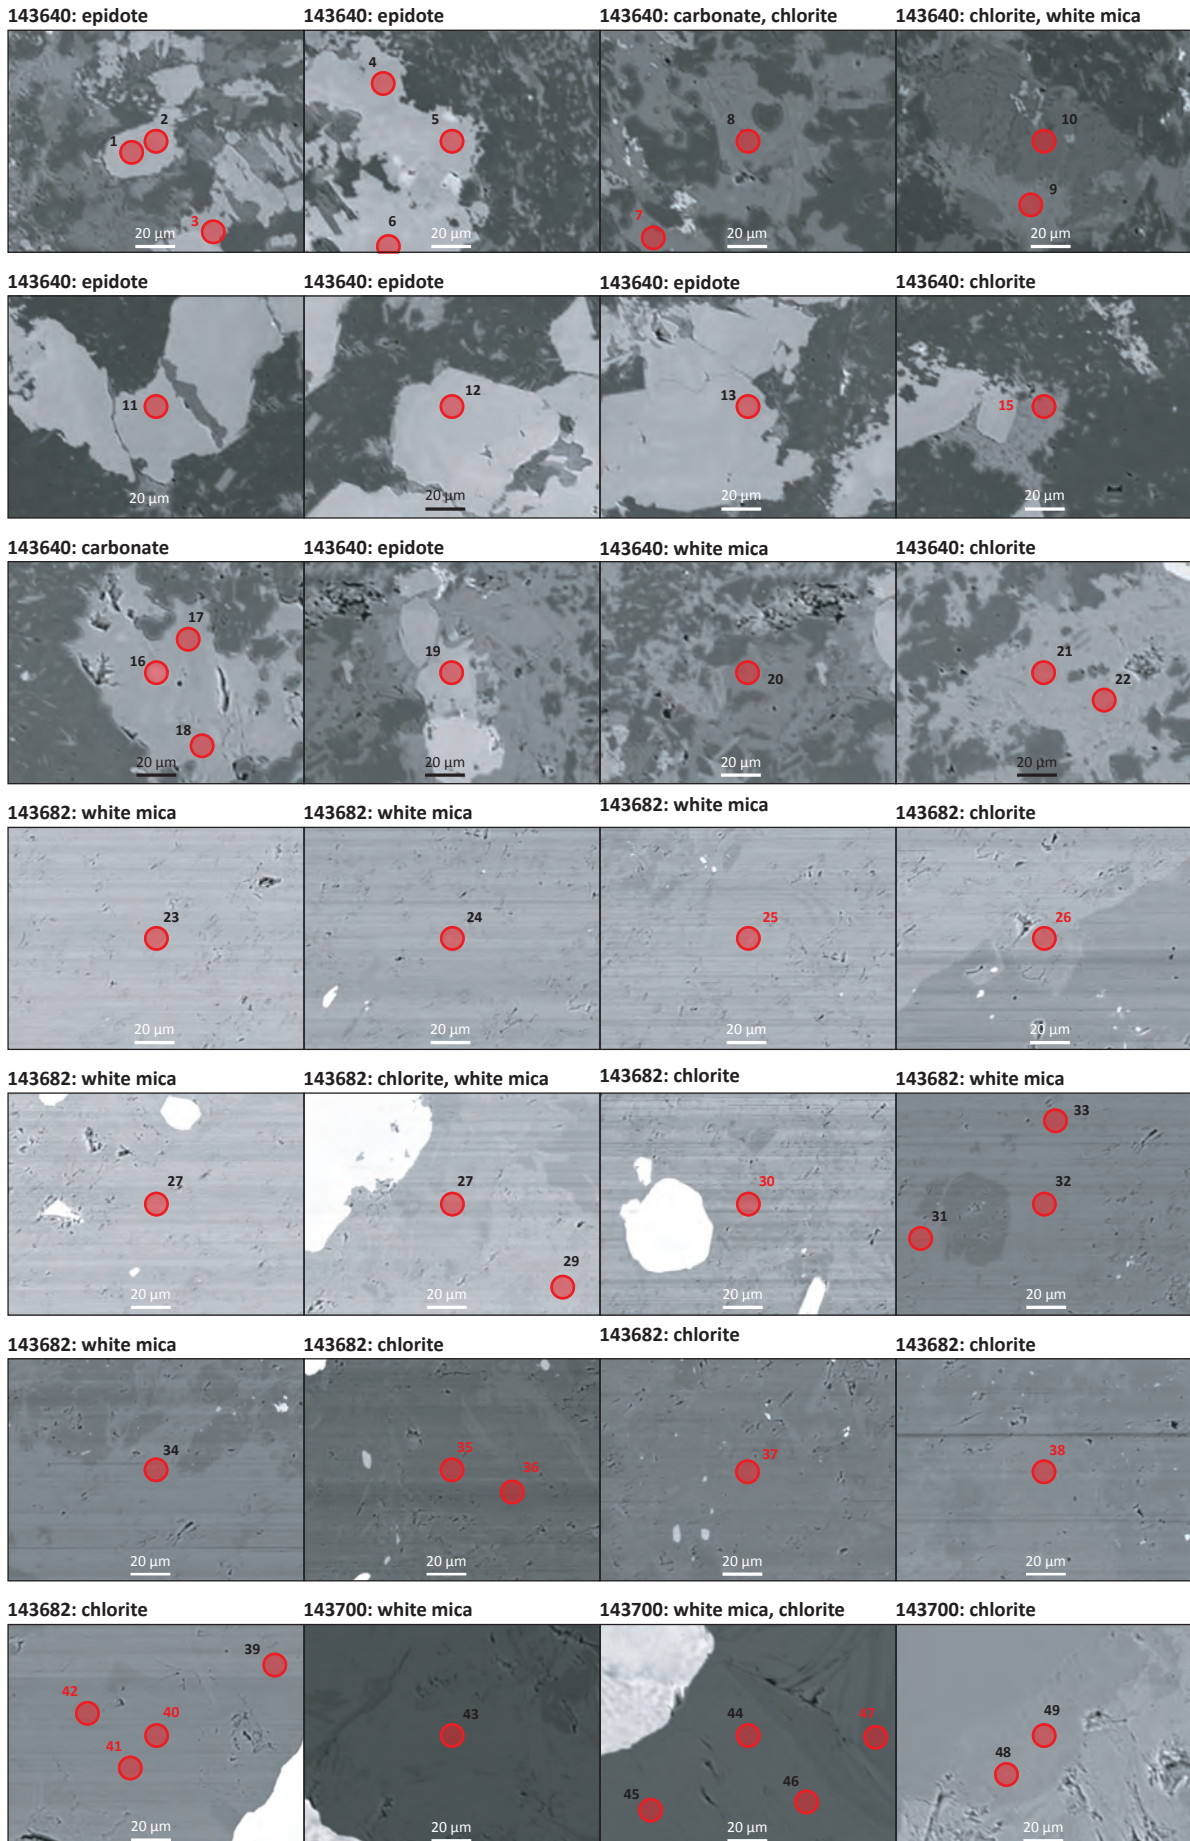 143640: epidote
143640: epidote
143640: carbonate, chlorite
143640: chlorite, white mica
1
2
3
20 µm
4
5
6
20 µm
7
8
20 µm
10
9
20 µm
143640: epidote
143640: epidote
143640: epidote
143640: chlorite
11
20 µm
12
20 µm
13
20 µm
15
20 µm
143640: carbonate
143640: epidote
143640: white mica
143640: chlorite
17
16
18
20 µm
19
20 µm
20
20 µm
21
22
20 µm
143682: white mica
143682: white mica
143682: white mica
143682: chlorite
23
20 µm
24
20 µm
25
20 µm
26
20 µm
143682: white mica
143682: chlorite, white mica
143682: chlorite
143682: white mica
27
20 µm
27
29
20 µm
30
20 µm
33
32
31
20 µm
143682: white mica
143682: chlorite
143682: chlorite
143682: chlorite
34
20 µm
35
36
20 µm
37
20 µm
38
20 µm
143682: chlorite
143700: white mica
143700: white mica, chlorite
143700: chlorite
39
42
40
41
20 µm
43
20 µm
44
47
45
46
20 µm
49
48
20 µm